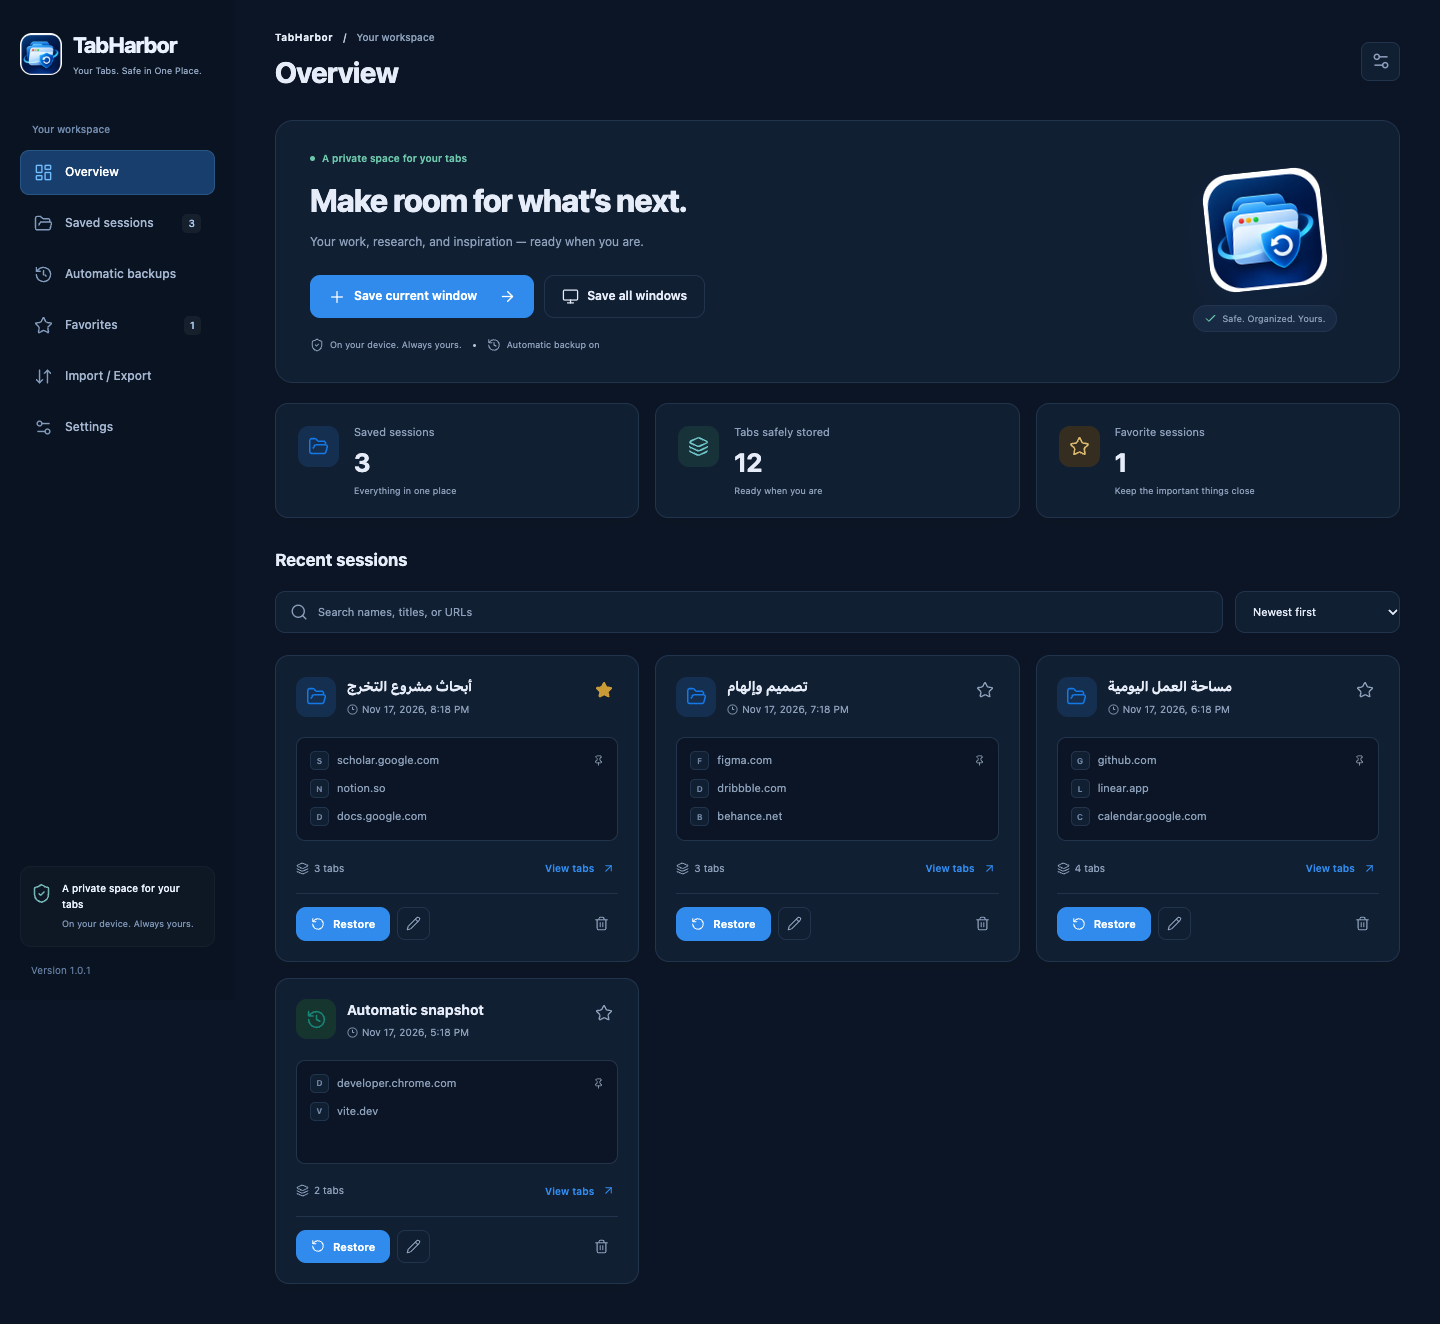 TabHarbor
Your Tabs. Safe in One Place.
Your workspace
Overview
Saved sessions 3
Automatic backups
Favorites 1
Import / Export
Settings
A private space for your
tabs
On your device. Always yours.
Version 1.0.1
TabHarbor / Your workspace
Overview
A private space for your tabs
Make room for what's next.
Your work, research, and inspiration — ready when you are.
Save current window
Save all windows
On your device. Always yours. • Automatic backup on
Safe. Organized. Yours.
Saved sessions
3
Everything in one place
Tabs safely stored
12
Ready when you are
Favorite sessions
1
Keep the important things close
Recent sessions
Search names, titles, or URLs
Newest first
أبحاث مشروع التخرج
Nov 17, 2026, 8:18 PM
S scholar.google.com
N notion.so
D docs.google.com
3 tabs
View tabs
Restore
تصميم وإلهام
Nov 17, 2026, 7:18 PM
F figma.com
D dribbble.com
B behance.net
3 tabs
View tabs
Restore
مساحة العمل اليومية
Nov 17, 2026, 6:18 PM
G github.com
L linear.app
C calendar.google.com
4 tabs
View tabs
Restore
Automatic snapshot
Nov 17, 2026, 5:18 PM
D developer.chrome.com
V vite.dev
2 tabs
View tabs
Restore